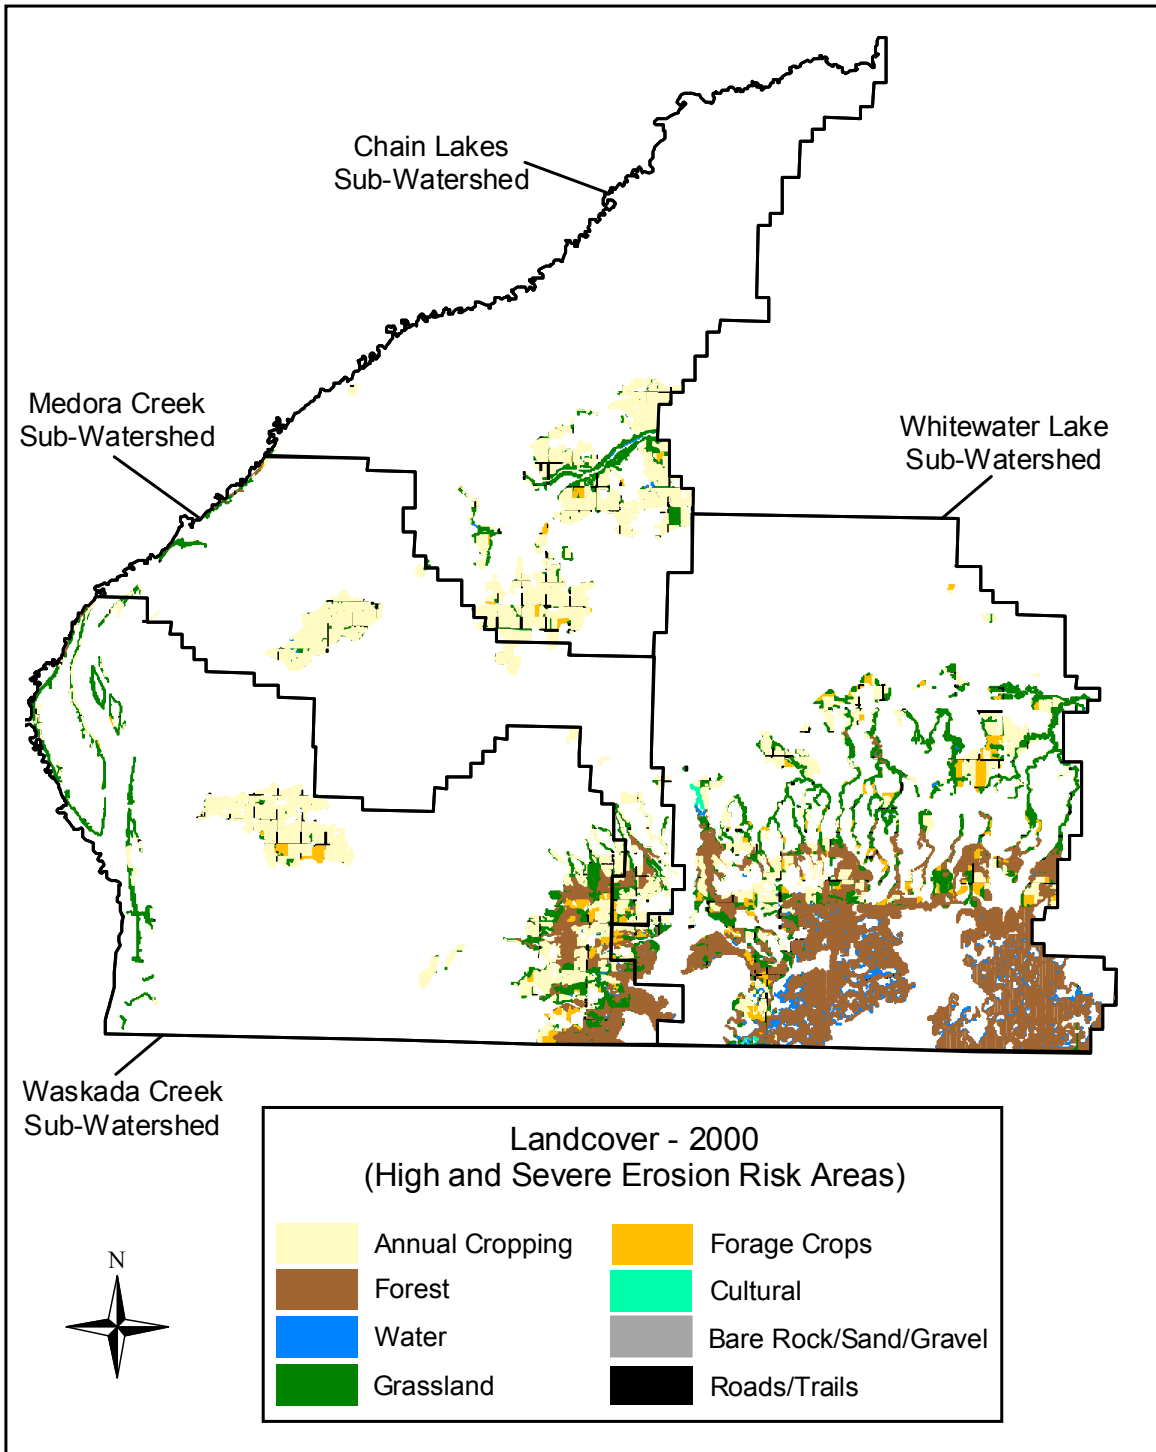 Chain Lakes
Sub-Watershed
Medora Creek
Sub-Watershed
Whitewater Lake
Sub-Watershed
Waskada Creek
Sub-Watershed
Landcover - 2000
(High and Severe Erosion Risk Areas)
Annual Cropping
Forest
Water
Grassland
Forage Crops
Cultural
Bare Rock/Sand/Gravel
Roads/Trails
N